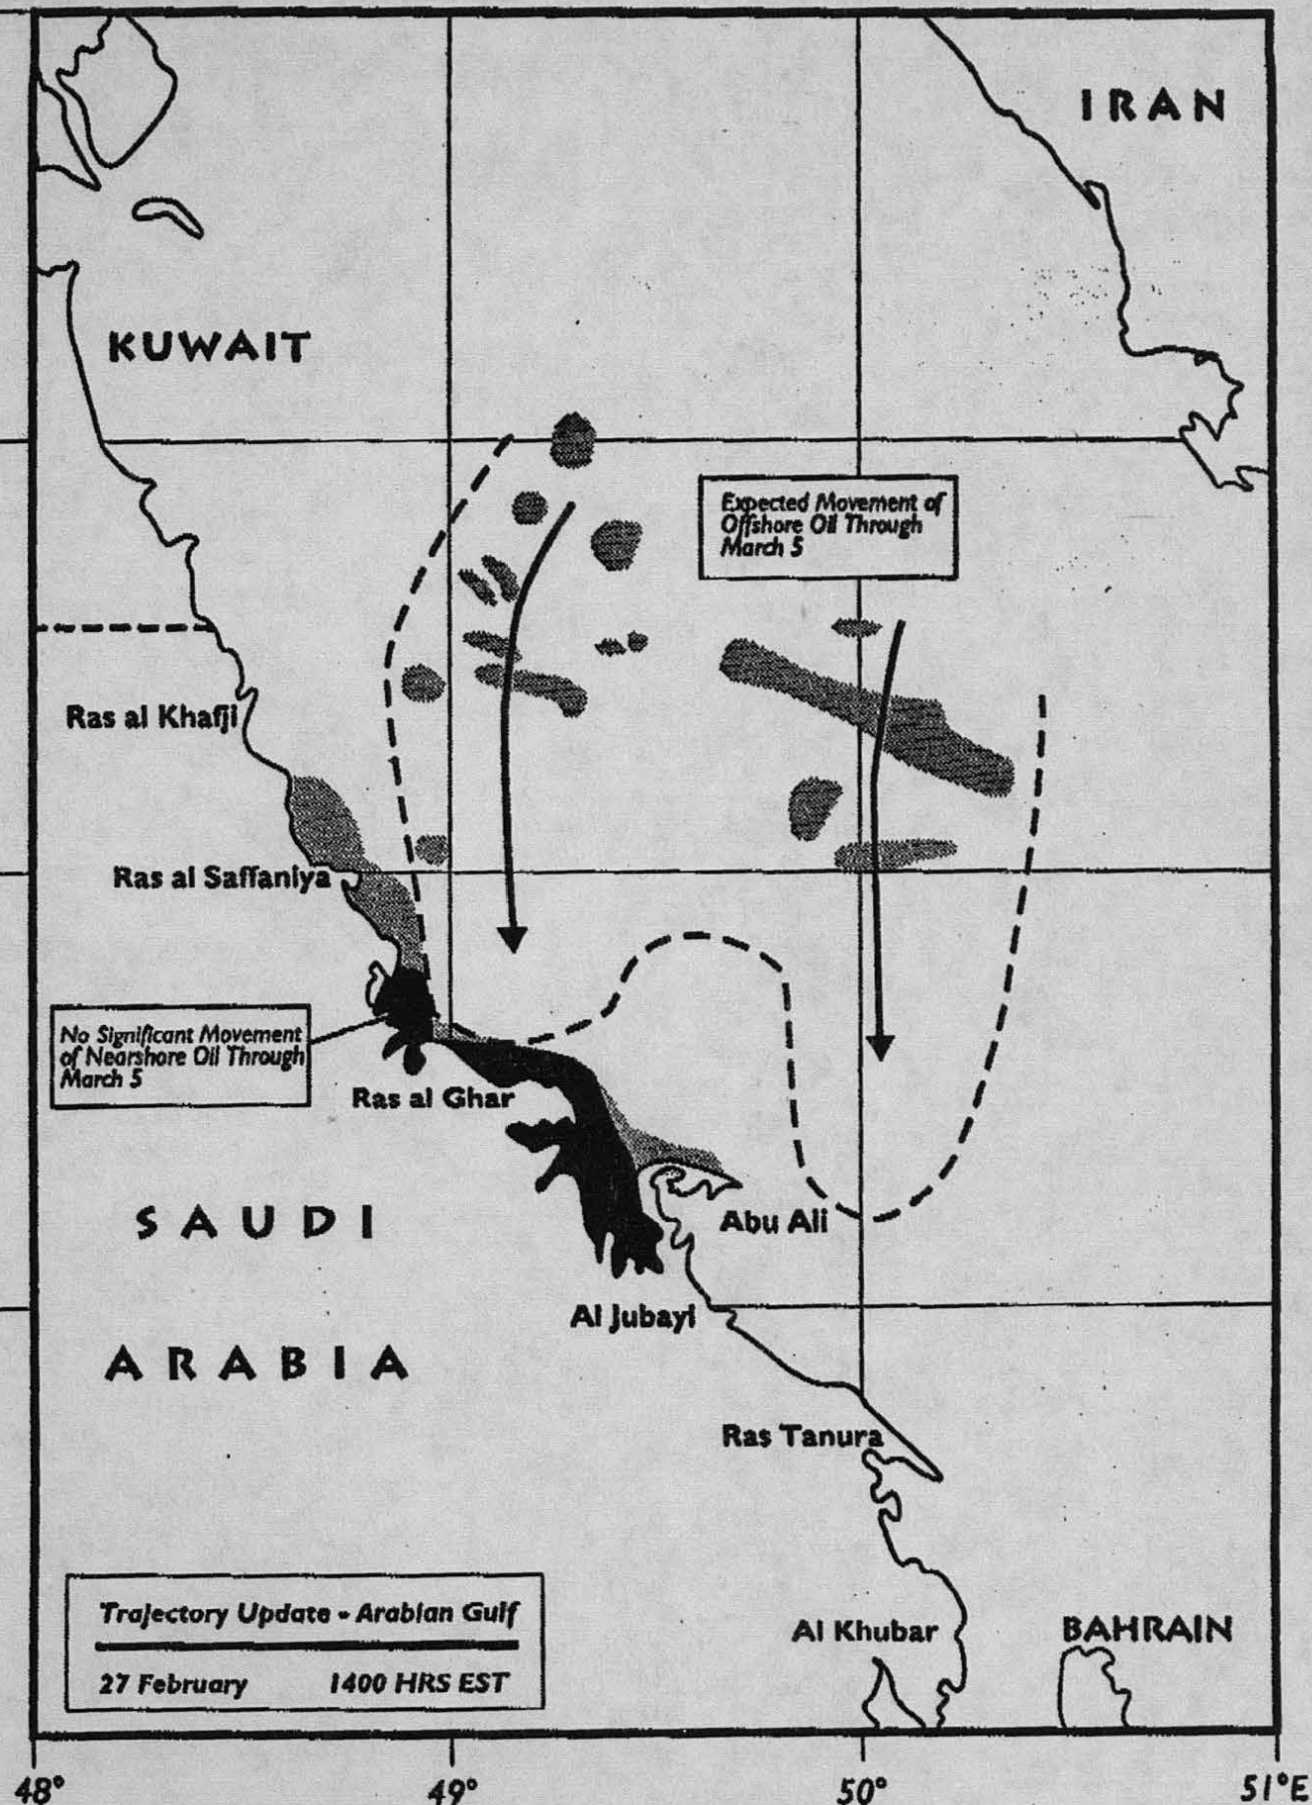 IRAN
KUWAIT
Expected Movement of
Offshore Oil Through
March 5
Ras al Khafji
Ras al Saffaniya
No Significant Movement
of Nearshore Oil Through
March 5
Ras al Ghar
SAUDI
Abu Ali
Al Jubayl
ARABIA
Ras Tanura
Trajectory Update - Arabian Gulf
27 February 1400 HRS EST
Al Khubar
BAHRAIN
48° 49° 50° 51°E